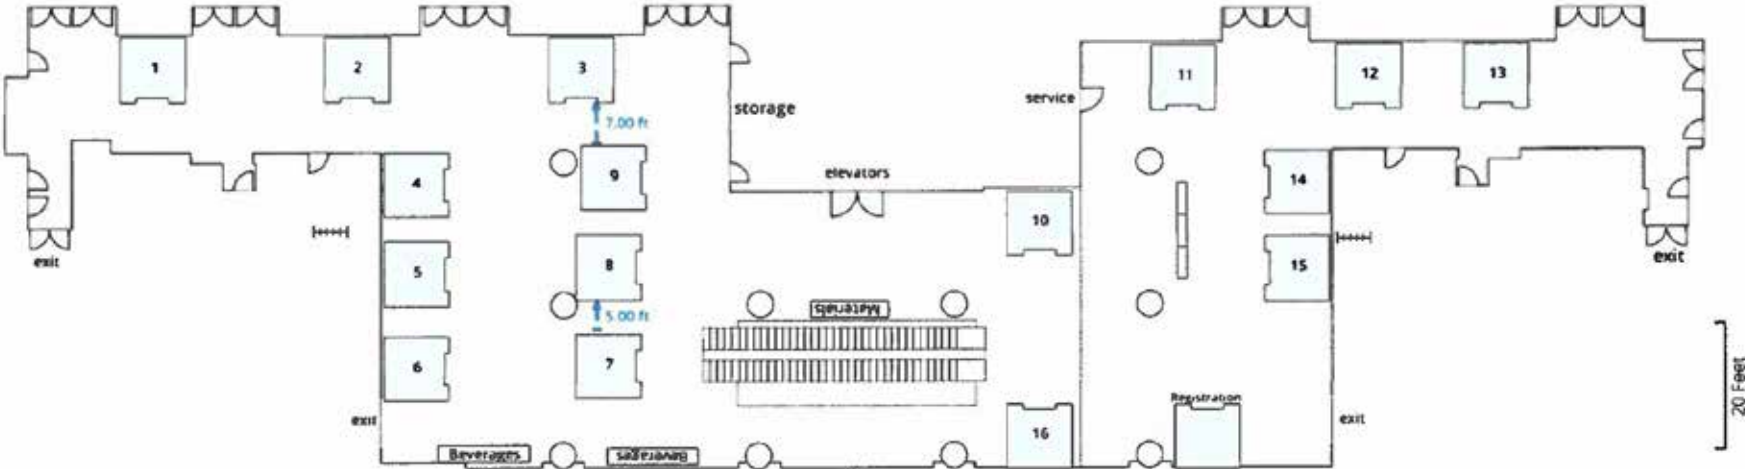 1
2
3
11
12
13
storage
service
7.00 ft
4
9
elevators
14
10
exit
5
8
15
exit
Materials
5.00 ft
6
7
20 Feet
Registration
exit
16
exit
Beverages
Beverages